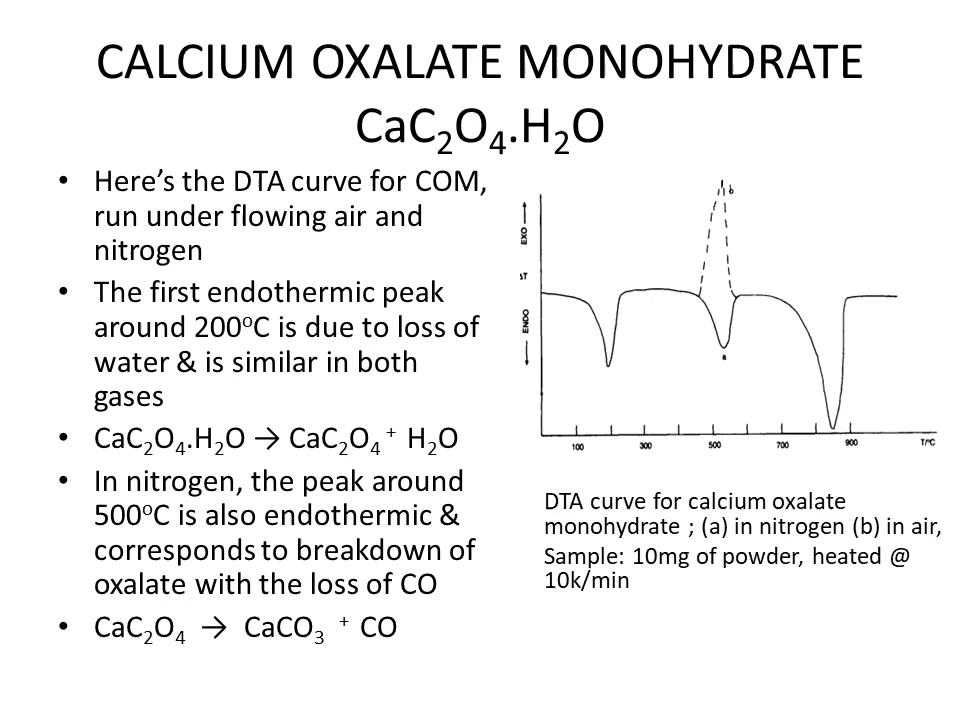 CALCIUM OXALATE MONOHYDRATE
CaC₂O₄.H₂O
• Here’s the DTA curve for COM,
run under flowing air and
nitrogen
• The first endothermic peak
around 200ᵒC is due to loss of
water & is similar in both
gases
• CaC₂O₄.H₂O → CaC₂O₄ ⁺ H₂O
• In nitrogen, the peak around
500ᵒC is also endothermic &
corresponds to breakdown of
oxalate with the loss of CO
• CaC₂O₄ → CaCO₃ ⁺ CO
b
EXO
ΔT
ENDO
a
100 300 500 700 900 T/°C
DTA curve for calcium oxalate
monohydrate ; (a) in nitrogen (b) in air,
Sample: 10mg of powder, heated @
10k/min